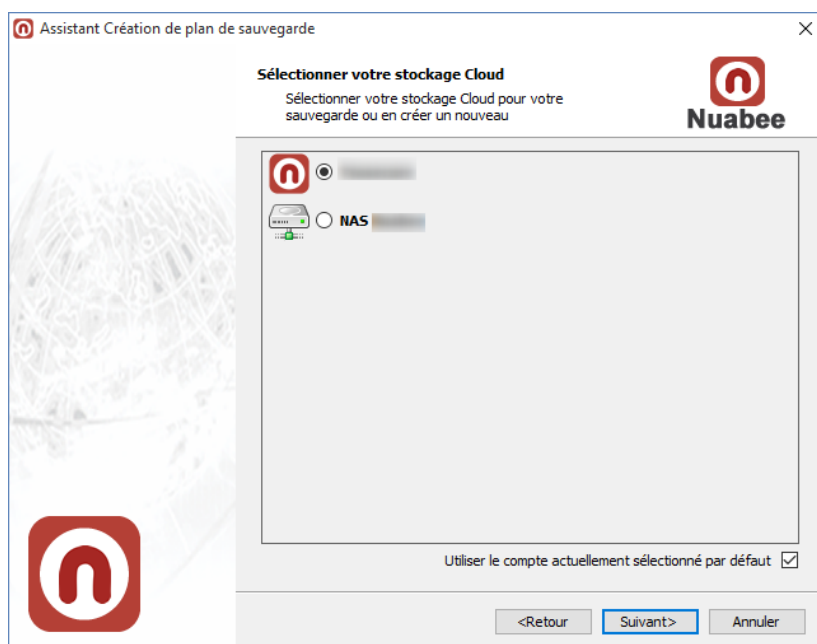 Assistant Création de plan de sauvegarde
Sélectionner votre stockage Cloud
Sélectionner votre stockage Cloud pour votre
sauvegarde ou en créer un nouveau
Nuabee
NAS
Utiliser le compte actuellement sélectionné par défaut
<Retour
Suivant>
Annuler